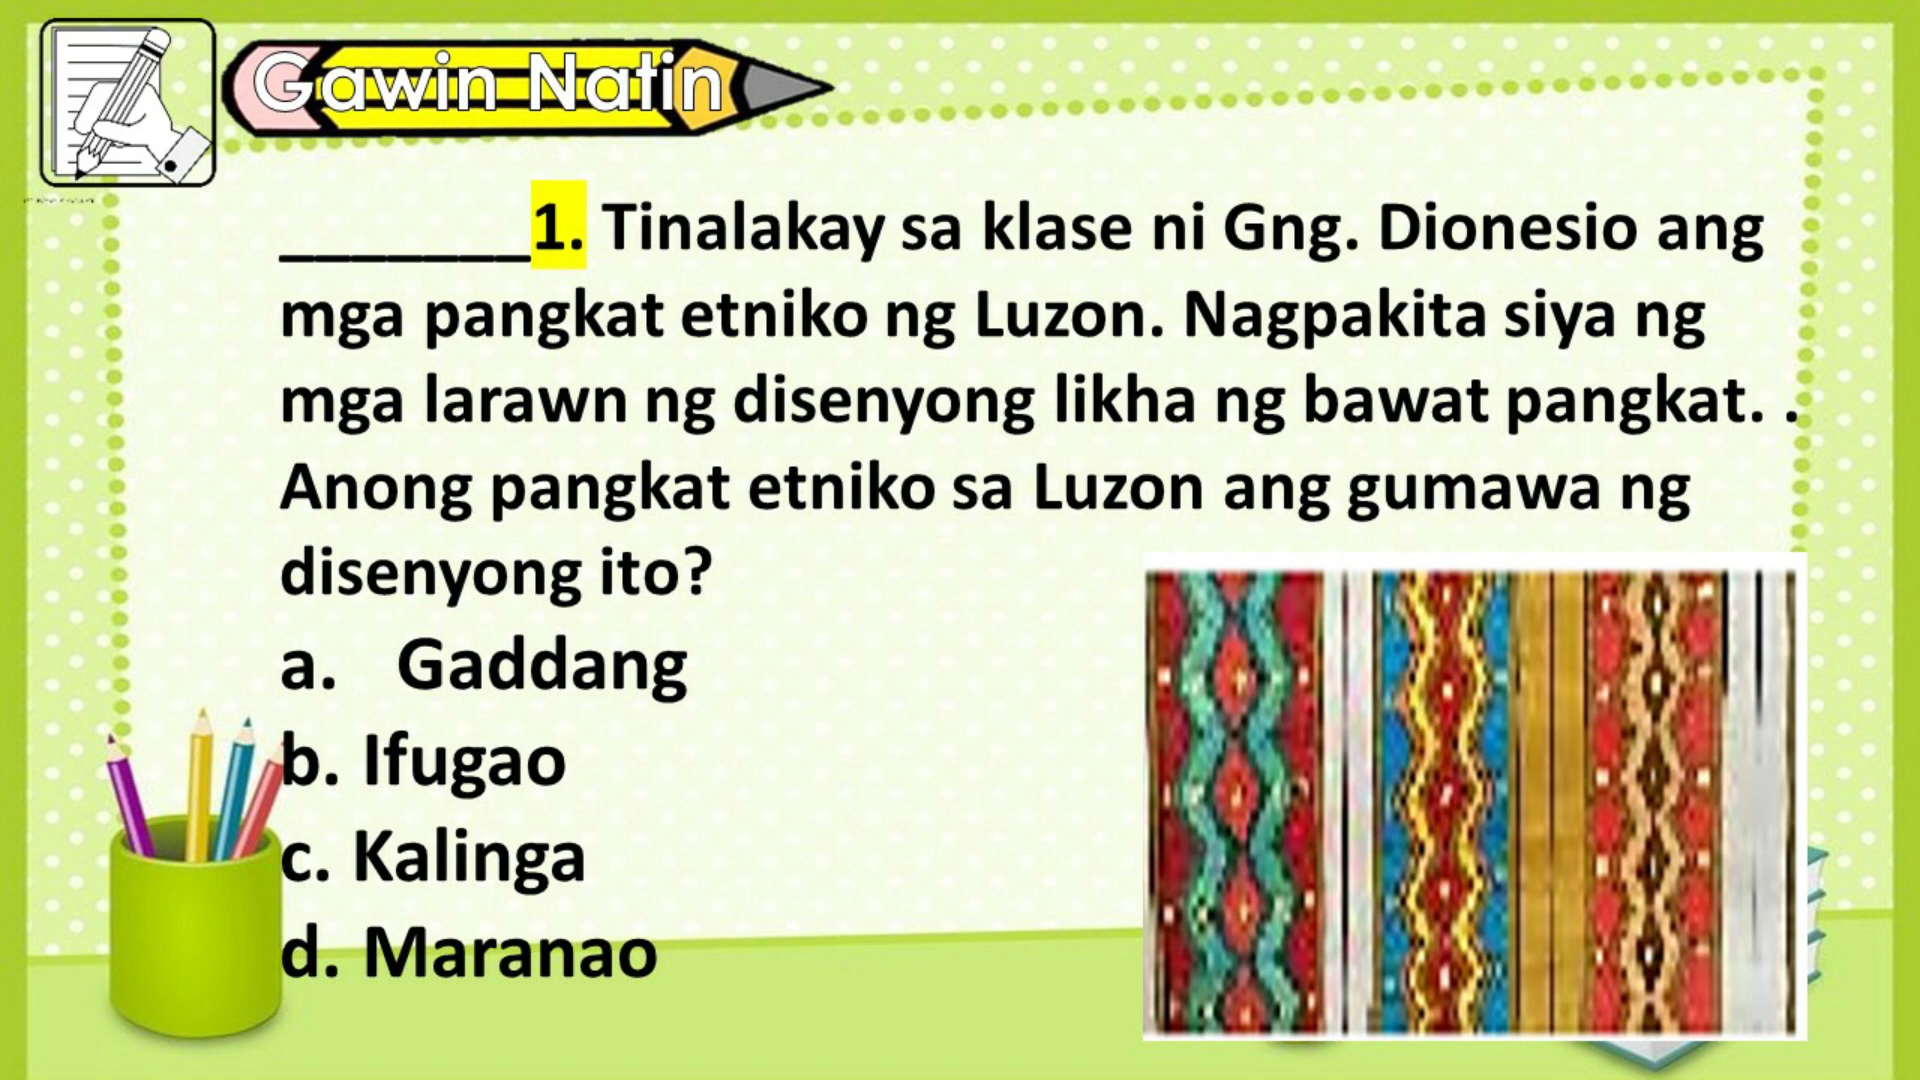 Gawin Natin
_______1. Tinalakay sa klase ni Gng. Dionesio ang
mga pangkat etniko ng Luzon. Nagpakita siya ng
mga larawn ng disenyong likha ng bawat pangkat. .
Anong pangkat etniko sa Luzon ang gumawa ng
disenyong ito?
a. Gaddang
b. Ifugao
c. Kalinga
d. Maranao